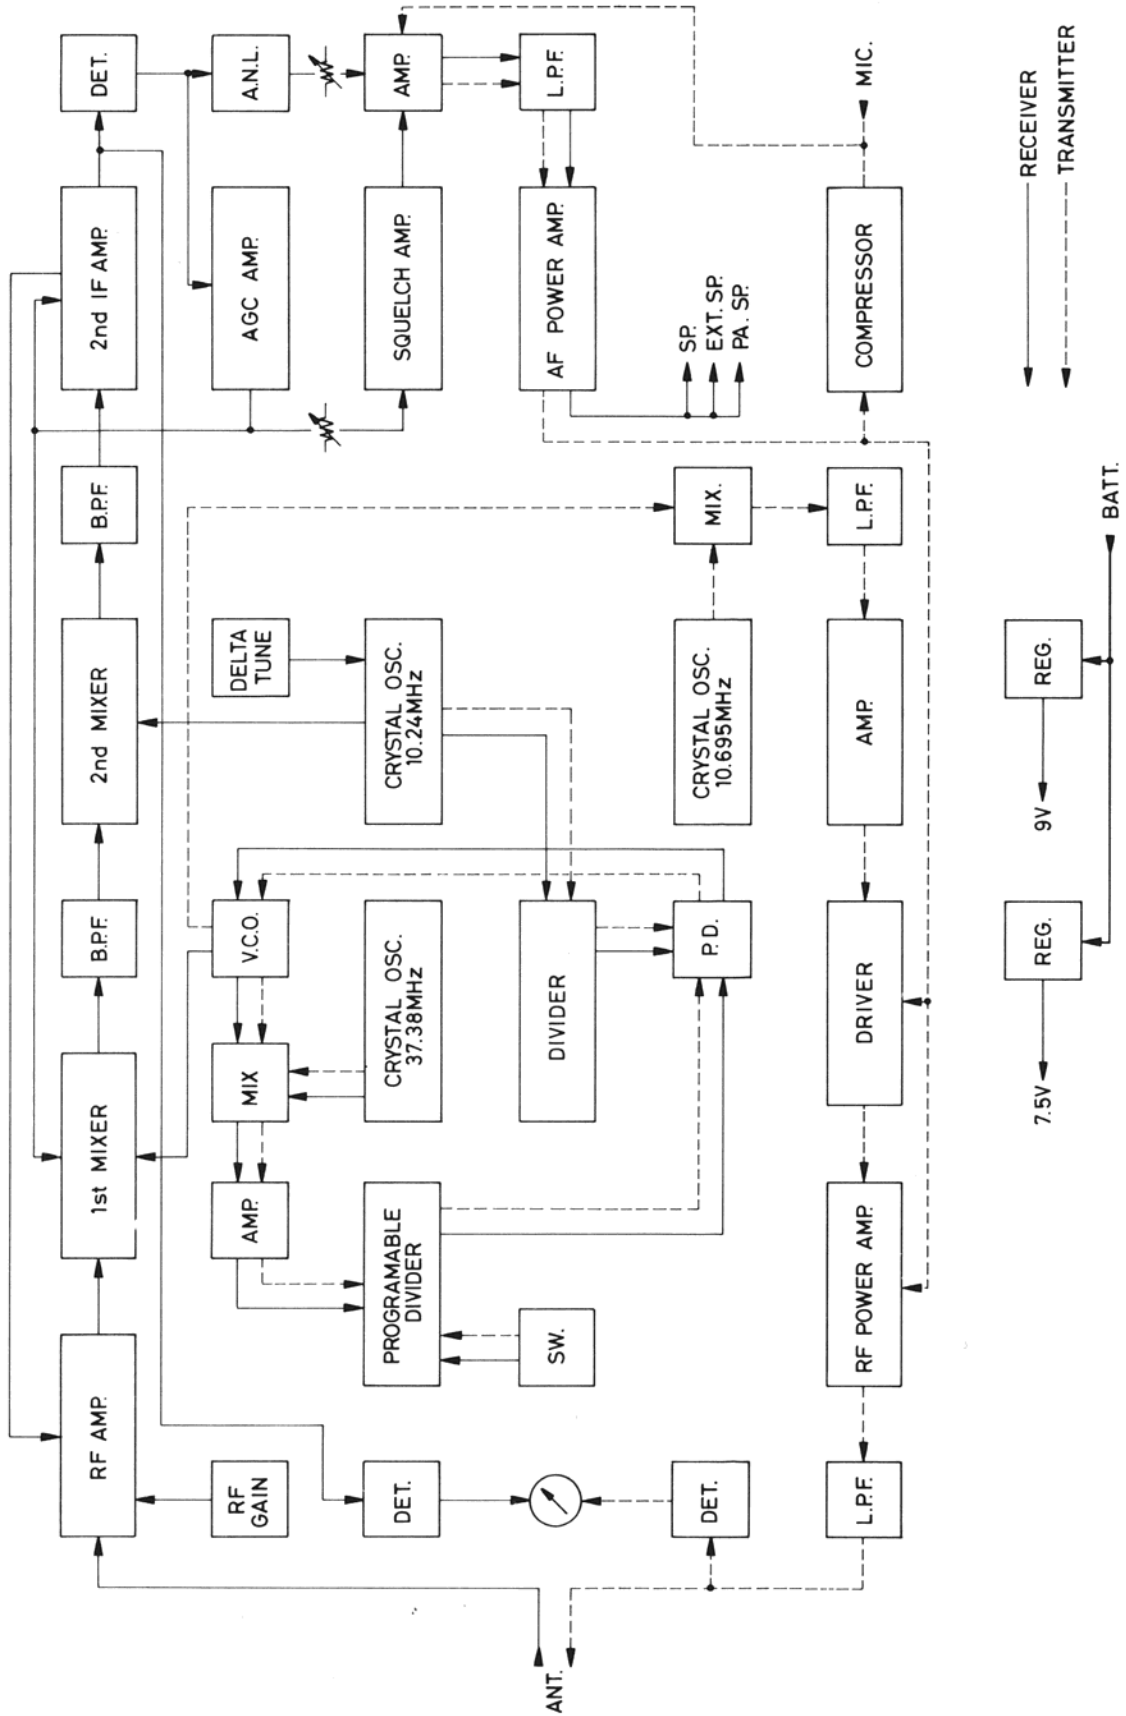 ANT.
RF AMP.
1st MIXER
B.P.F.
2nd MIXER
B.P.F.
2nd IF AMP.
DET.
RF
GAIN
AMP.
MIX
V.C.O.
DELTA
TUNE
AGC AMP.
A.N.L.
DET.
PROGRAMABLE
DIVIDER
CRYSTAL OSC.
37.38MHz
CRYSTAL OSC.
10.24MHz
SQUELCH AMP.
AMP.
SW.
DIVIDER
AF POWER AMP.
L.P.F.
DET.
P.D.
CRYSTAL OSC.
10.695MHz
MIX.
SP.
EXT. SP.
PA. SP.
L.P.F.
RF POWER AMP.
DRIVER
AMP.
L.P.F.
COMPRESSOR
MIC.
7.5V
REG.
9V
REG.
BATT.
RECEIVER
TRANSMITTER